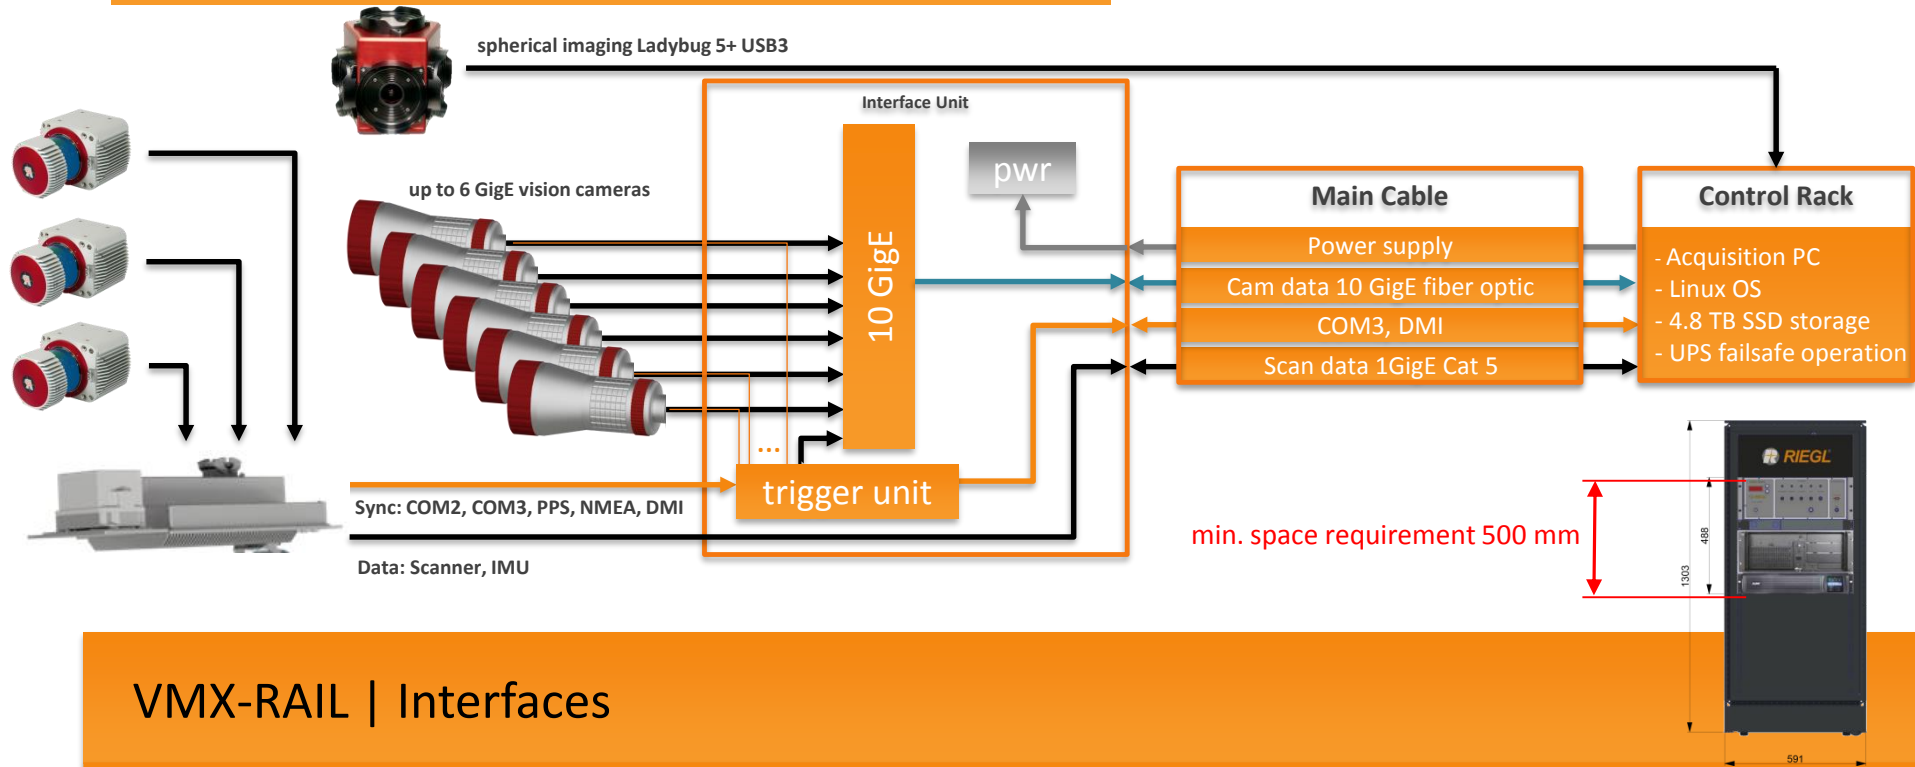 spherical imaging Ladybug 5+ USB3
Interface Unit
up to 6 GigE vision cameras
10 GigE
pwr
...
trigger unit
Sync: COM2, COM3, PPS, NMEA, DMI
Data: Scanner, IMU
Main Cable
Power supply
Cam data 10 GigE fiber optic
COM3, DMI
Scan data 1GigE Cat 5
Control Rack
- Acquisition PC
- Linux OS
- 4.8 TB SSD storage
- UPS failsafe operation
RIEGL
min. space requirement 500 mm
488
1303
591
VMX-RAIL | Interfaces